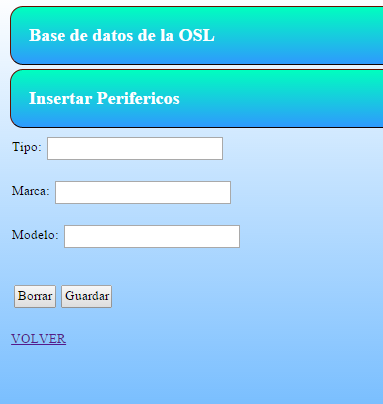 Base de datos de la OSL
Insertar Perifericos
Tipo:
Marca:
Modelo:
Borrar Guardar
VOLVER